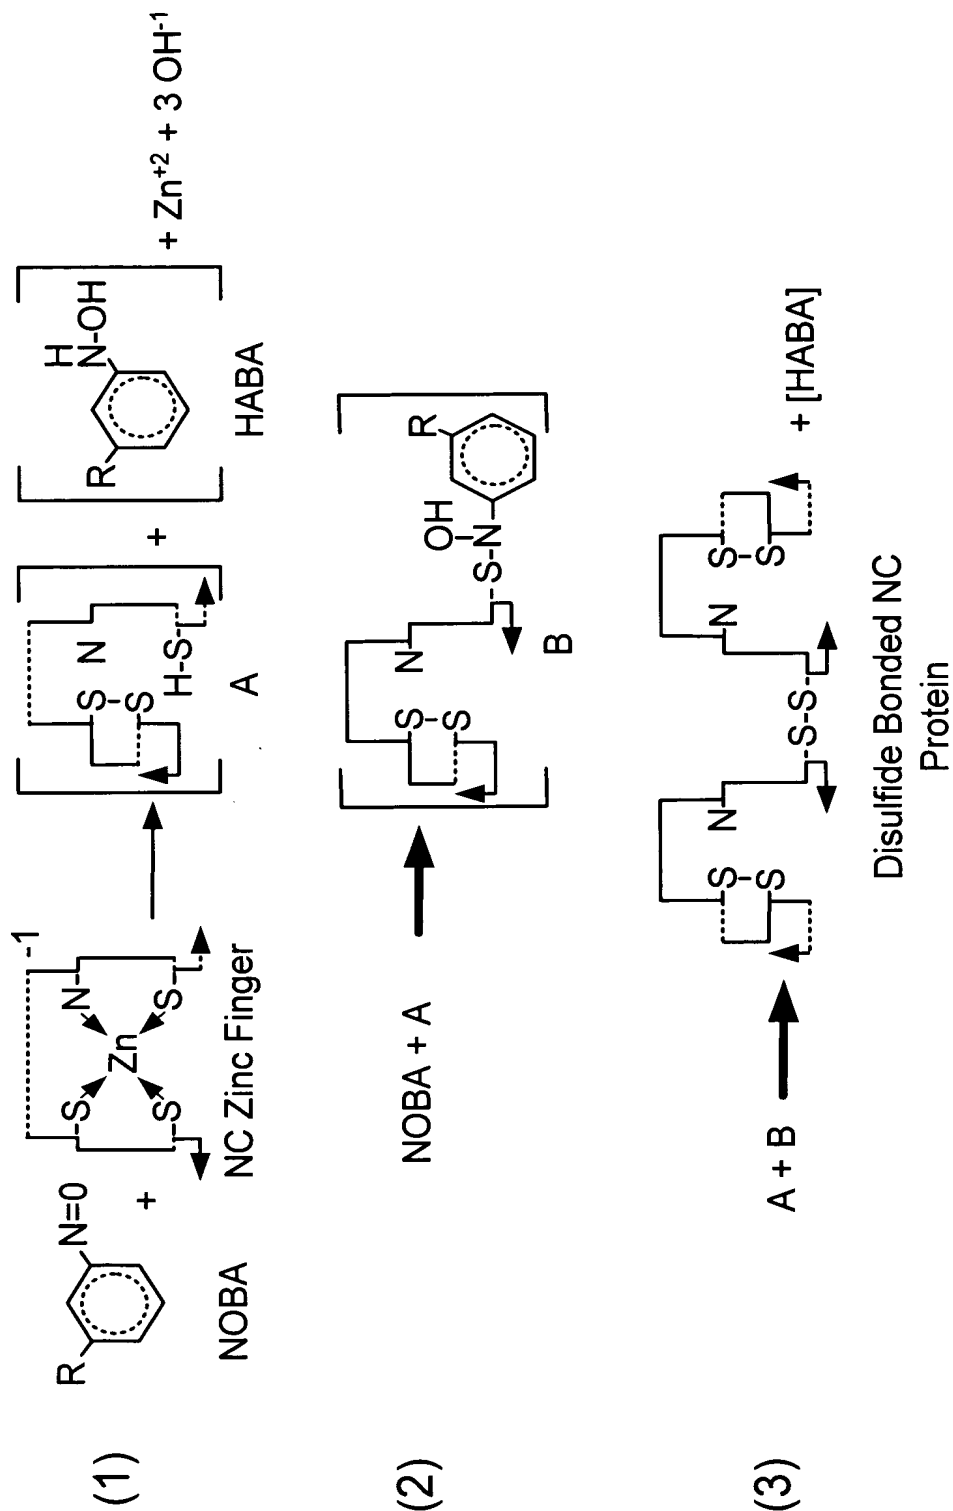 (1)
R
N=0
NOBA
+
S
N
Zn
S
S
-1
NC Zinc Finger
S-S
N
H-S
A
+
R
H
N-OH
HABA
+ Zn+2 + 3 OH-1
(2)
NOBA + A
S-S
N
S-N
OH
R
B
(3)
A + B
S-S
N
S-S
N
S-S
Disulfide Bonded NC
Protein
+ [HABA]